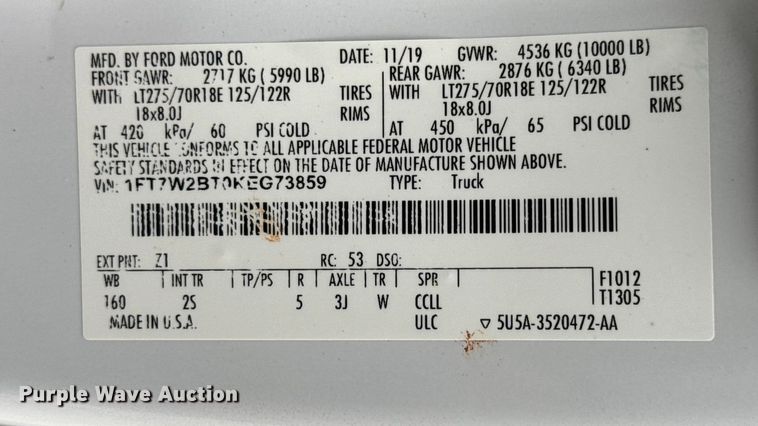 MFD. BY FORD MOTOR CO. DATE: 11/19 GVWR: 4536 KG (10000 LB)
FRONT GAWR: 2717 KG (5990 LB) REAR GAWR: 2876 KG (6340 LB)
WITH LT275/70R18E 125/122R TIRES WITH LT275/70R18E 125/122R TIRES
18x8.0J RIMS 18x8.0J RIMS
AT 420 kPa/ 60 PSI COLD AT 450 kPa/ 65 PSI COLD
THIS VEHICLE CONFORMS TO ALL APPLICABLE FEDERAL MOTOR VEHICLE
SAFETY STANDARDS IN EFFECT ON THE DATE OF MANUFACTURE SHOWN ABOVE.
VIN: 1FT7W2BT0KEG73859 TYPE: Truck
EXT PNT: Z1 RC: 53 DSO:
WB INT TR TP/PS R AXLE TR SPR F1012
160 2S 5 3J W CCLL T1305
MADE IN U.S.A. ULC ▽ 5U5A-3520472-AA
Purple Wave Auction